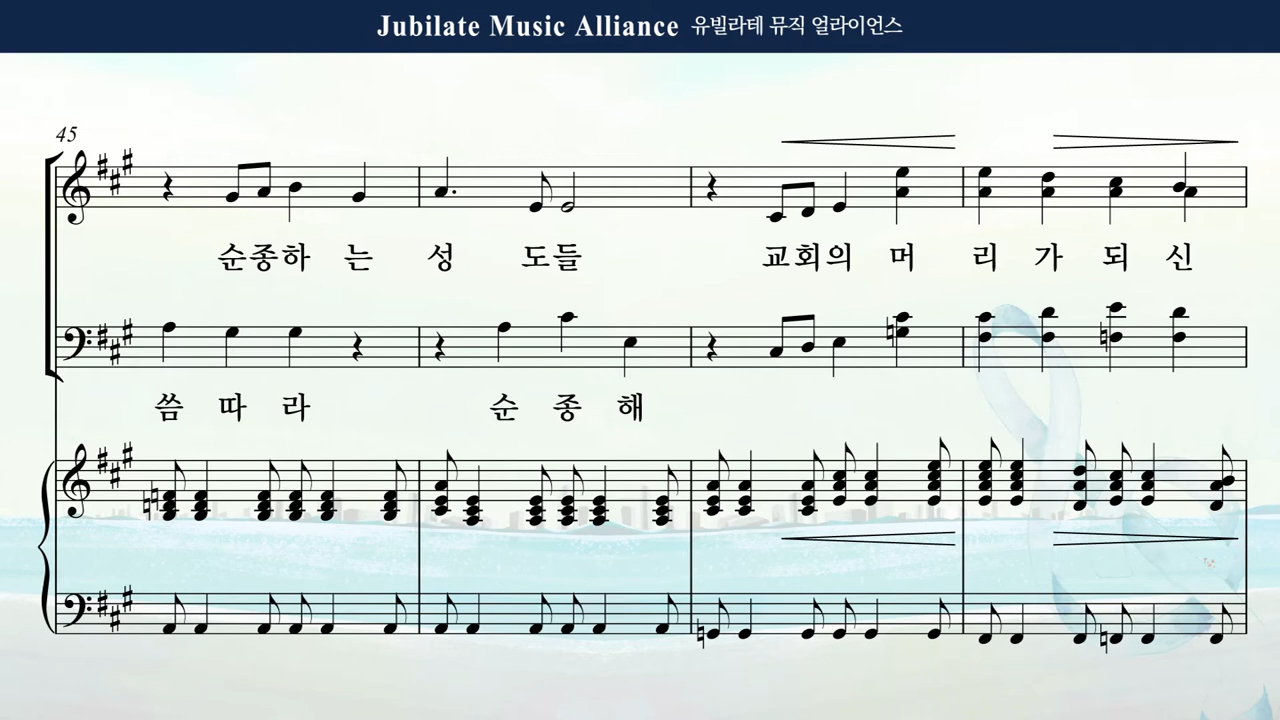 Jubilate Music Alliance 유빌라테 뮤직 얼라이언스
45
순종하 는 성 도들 교회의 머 리 가 되 신
씀 따 라 순 종 해